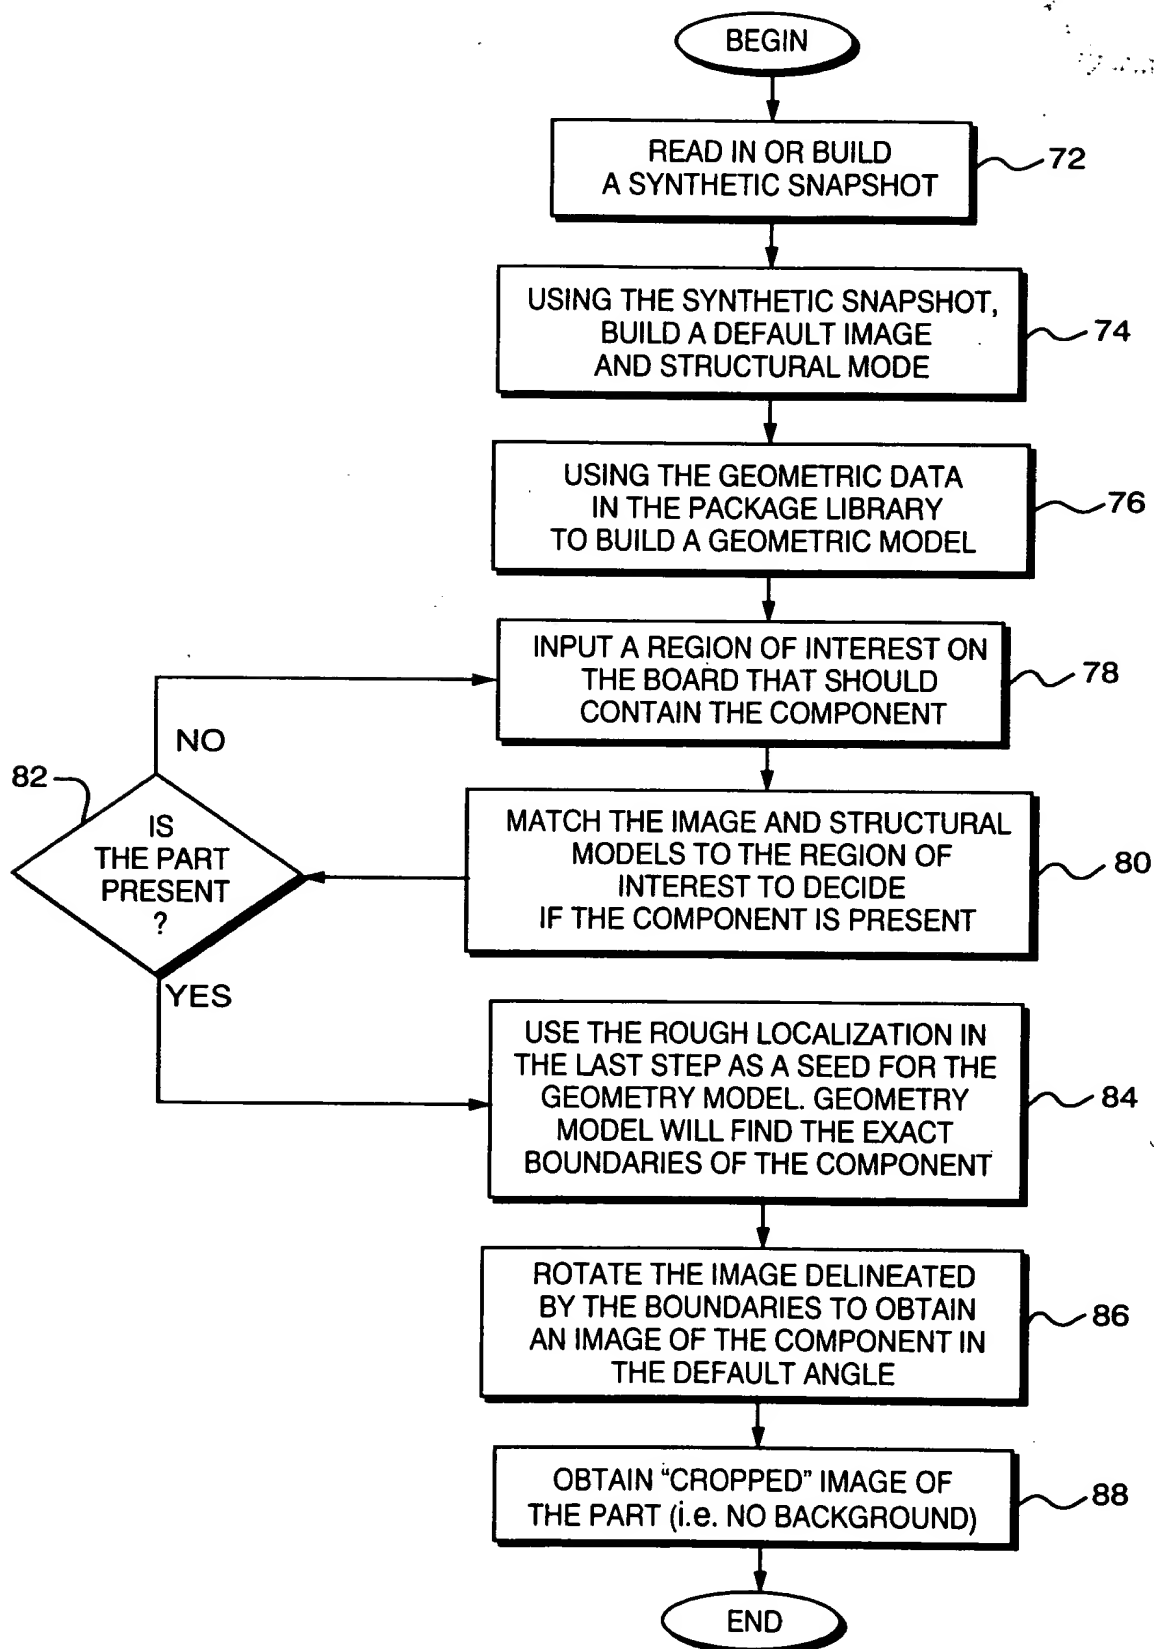 BEGIN
READ IN OR BUILD
A SYNTHETIC SNAPSHOT
72
USING THE SYNTHETIC SNAPSHOT,
BUILD A DEFAULT IMAGE
AND STRUCTURAL MODE
74
USING THE GEOMETRIC DATA
IN THE PACKAGE LIBRARY
TO BUILD A GEOMETRIC MODEL
76
INPUT A REGION OF INTEREST ON
THE BOARD THAT SHOULD
CONTAIN THE COMPONENT
78
NO
82
IS
THE PART
PRESENT
?
MATCH THE IMAGE AND STRUCTURAL
MODELS TO THE REGION OF
INTEREST TO DECIDE
IF THE COMPONENT IS PRESENT
80
YES
USE THE ROUGH LOCALIZATION IN
THE LAST STEP AS A SEED FOR THE
GEOMETRY MODEL. GEOMETRY
MODEL WILL FIND THE EXACT
BOUNDARIES OF THE COMPONENT
84
ROTATE THE IMAGE DELINEATED
BY THE BOUNDARIES TO OBTAIN
AN IMAGE OF THE COMPONENT IN
THE DEFAULT ANGLE
86
OBTAIN “CROPPED” IMAGE OF
THE PART (i.e. NO BACKGROUND)
88
END